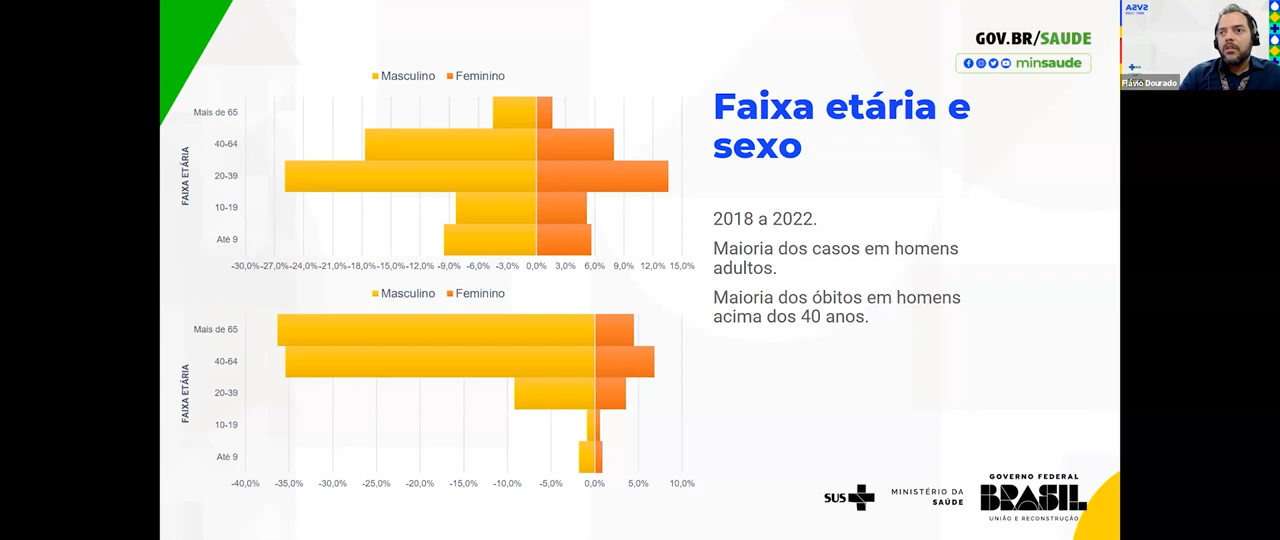 GOV.BR/SAUDE
minsaude
Flávio Dourado
Faixa etária e
sexo
2018 a 2022.
Maioria dos casos em homens
adultos.
Maioria dos óbitos em homens
acima dos 40 anos.
Masculino Feminino
FAIXA ETÁRIA
Mais de 65
40-64
20-39
10-19
Até 9
-30,0% -27,0% -24,0% -21,0% -18,0% -15,0% -12,0% -9,0% -6,0% -3,0% 0,0% 3,0% 6,0% 9,0% 12,0% 15,0%
Masculino Feminino
FAIXA ETÁRIA
Mais de 65
40-64
20-39
10-19
Até 9
-40,0% -35,0% -30,0% -25,0% -20,0% -15,0% -10,0% -5,0% 0,0% 5,0% 10,0%
SUS
MINISTÉRIO DA
SAÚDE
GOVERNO FEDERAL
BRASIL
UNIÃO E RECONSTRUÇÃO